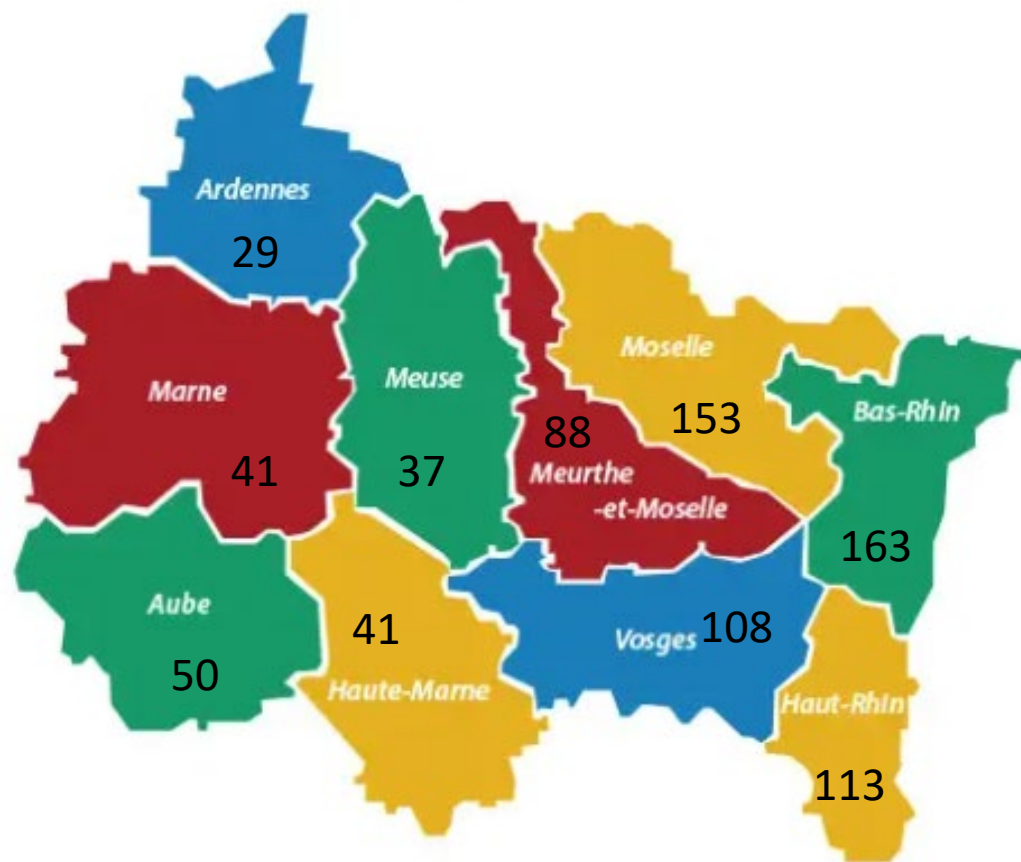 Ardennes
29
Marne
41
Meuse
37
88
Meurthe
-et-Moselle
Moselle
153
Bas-Rhin
163
Aube
50
41
Haute-Marne
Vosges 108
Haut-Rhin
113